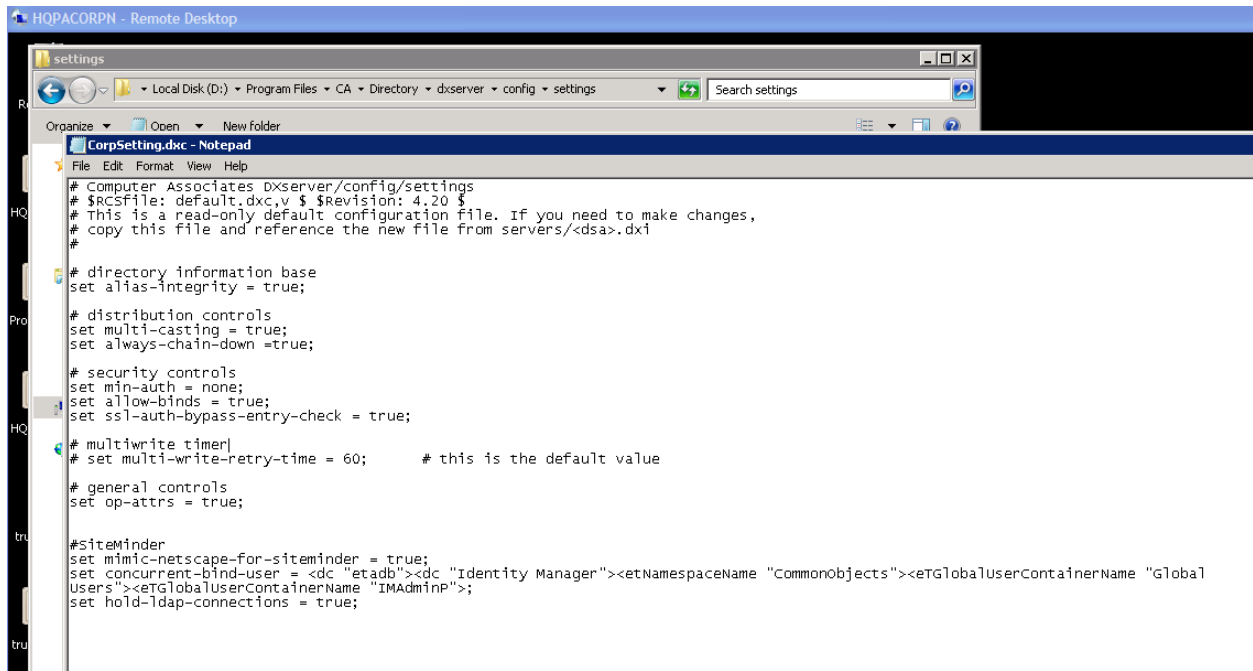 HQPACORPN - Remote Desktop
settings
Local Disk (D:) Program Files CA Directory dxserver config settings
Search settings
Organize Open New folder
CorpSetting.dxc - Notepad
File Edit Format View Help
# Computer Associates DXserver/config/settings
# $RCSfile: default.dxc,v $ $Revision: 4.20 $
# This is a read-only default configuration file. If you need to make changes,
# copy this file and reference the new file from servers/<dsa>.dxi
#
# directory information base
set alias-integrity = true;
# distribution controls
set multi-casting = true;
set always-chain-down =true;
# security controls
set min-auth = none;
set allow-binds = true;
set ssl-auth-bypass-entry-check = true;
# multiwrite timer
# set multi-write-retry-time = 60; # this is the default value
# general controls
set op-attrs = true;
#SiteMinder
set mimic-netscape-for-siteminder = true;
set concurrent-bind-user = <dc "etadb"><dc "Identity Manager"><etNamespaceName "CommonObjects"><eTGlobalUserContainerName "Global
Users"><eTGlobalUserContainerName "IMAdminP">;
set hold-ldap-connections = true;
HQ
Pro
HQ
tru
tru